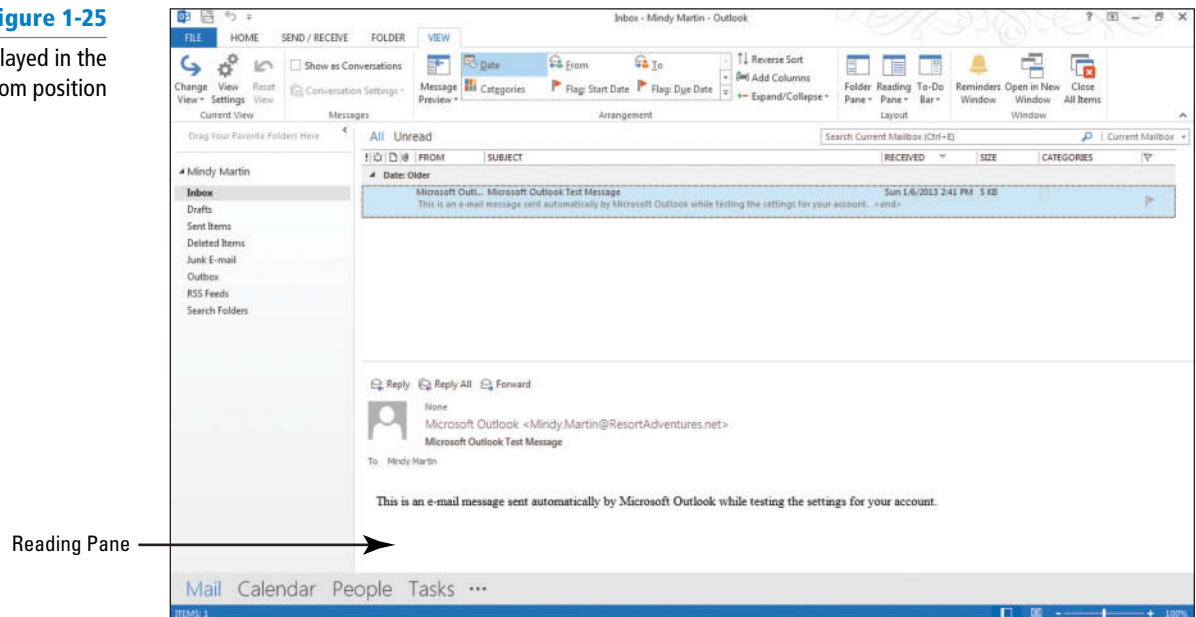 igure 1-25
layed in the
om position
Inbox - Mindy Martin - Outlook
FILE HOME SEND / RECEIVE FOLDER VIEW
Change View
View Settings
Reset View
Current View
Show as Conversations
Conversation Settings
Messages
Message Preview
Date From To
Categories Flag: Start Date Flag: Due Date
Reverse Sort
Add Columns
Expand/Collapse
Arrangement
Folder Pane
Reading Pane
To-Do Bar
Layout
Reminders Window
Open in New Window
Close All Items
Window
Drag Your Favorite Folders Here
All Unread
Search Current Mailbox (Ctrl+E)
Current Mailbox
FROM SUBJECT RECEIVED SIZE CATEGORIES
Mindy Martin
Date: Older
Inbox
Drafts
Sent Items
Deleted Items
Junk E-mail
Outbox
RSS Feeds
Search Folders
Microsoft Outl... Microsoft Outlook Test Message Sun 1/6/2013 2:41 PM 5 KB
This is an e-mail message sent automatically by Microsoft Outlook while testing the settings for your account. <end>
Reply Reply All Forward
None
Microsoft Outlook <Mindy.Martin@ResortAdventures.net>
Microsoft Outlook Test Message
To Mindy Martin
This is an e-mail message sent automatically by Microsoft Outlook while testing the settings for your account.
Reading Pane
Mail Calendar People Tasks •••
ITEMS: 1
100%